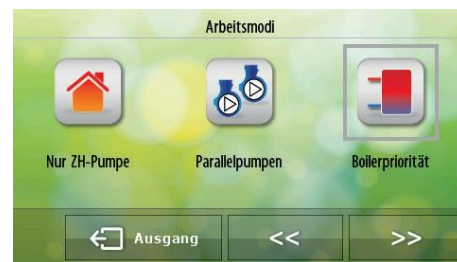 Arbeitsmodi
Nur ZH-Pumpe Parallelpumpen Boilerpriorität
Ausgang << >>